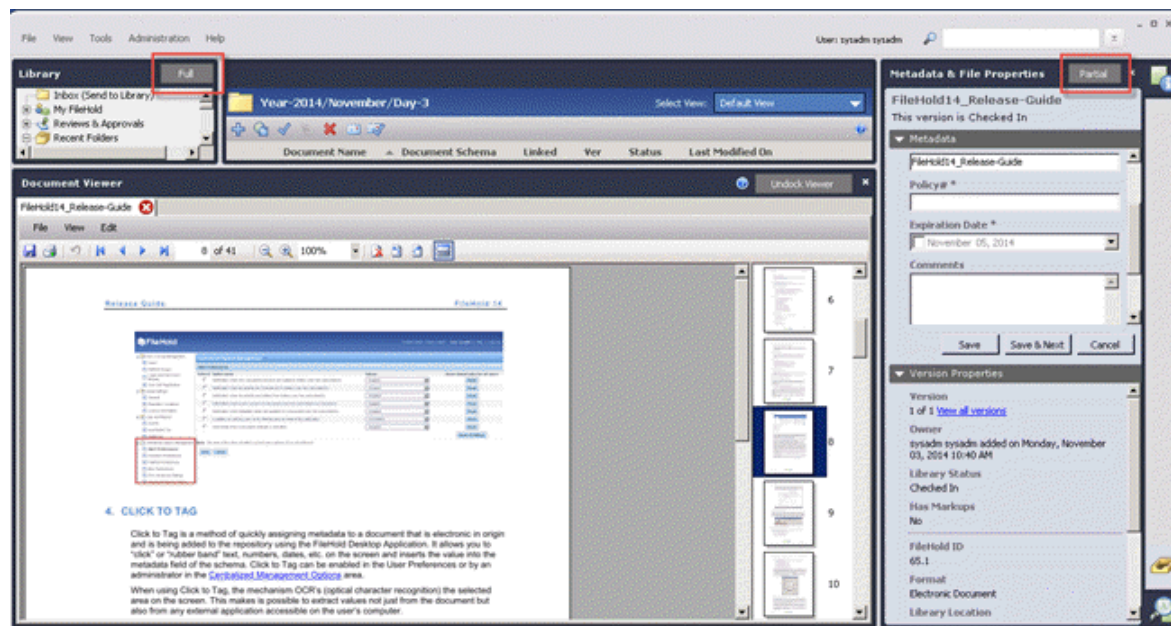 File View Tools Administration Help
User: sysadm sysadm
Library Full
Inbox (Send to Library)
My FileHold
Reviews & Approvals
Recent Folders
Year-2014/November/Day-3
Select View: Default View
Document Name Document Schema Linked Ver Status Last Modified On
Document Viewer
Undock Viewer
FileHold14_Release-Guide
File View Edit
8 of 41 100%
Release Guide FileHold 14
FileHold
4. CLICK TO TAG
Click to Tag is a method of quickly assigning metadata to a document that is electronic in origin
and is being added to the repository using the FileHold Desktop Application. It allows you to
"click" or "rubber band" text, numbers, dates, etc. on the screen and inserts the value into the
metadata field of the schema. Click to Tag can be enabled in the User Preferences or by an
administrator in the Centralized Management Options area.
When using Click to Tag, the mechanism OCR's (optical character recognition) the selected
area on the screen. This makes is possible to extract values not just from the document but
also from any external application accessible on the user's computer.
6
7
8
9
10
Metadata & File Properties Partial
FileHold14_Release-Guide
This version is Checked In
Metadata
FileHold14_Release-Guide
Policy# *
Expiration Date *
November 05, 2014
Comments
Save Save & Next Cancel
Version Properties
Version
1 of 1 View all versions
Owner
sysadm sysadm added on Monday, November
03, 2014 10:40 AM
Library Status
Checked In
Has Markups
No
FileHold ID
65.1
Format
Electronic Document
Library Location